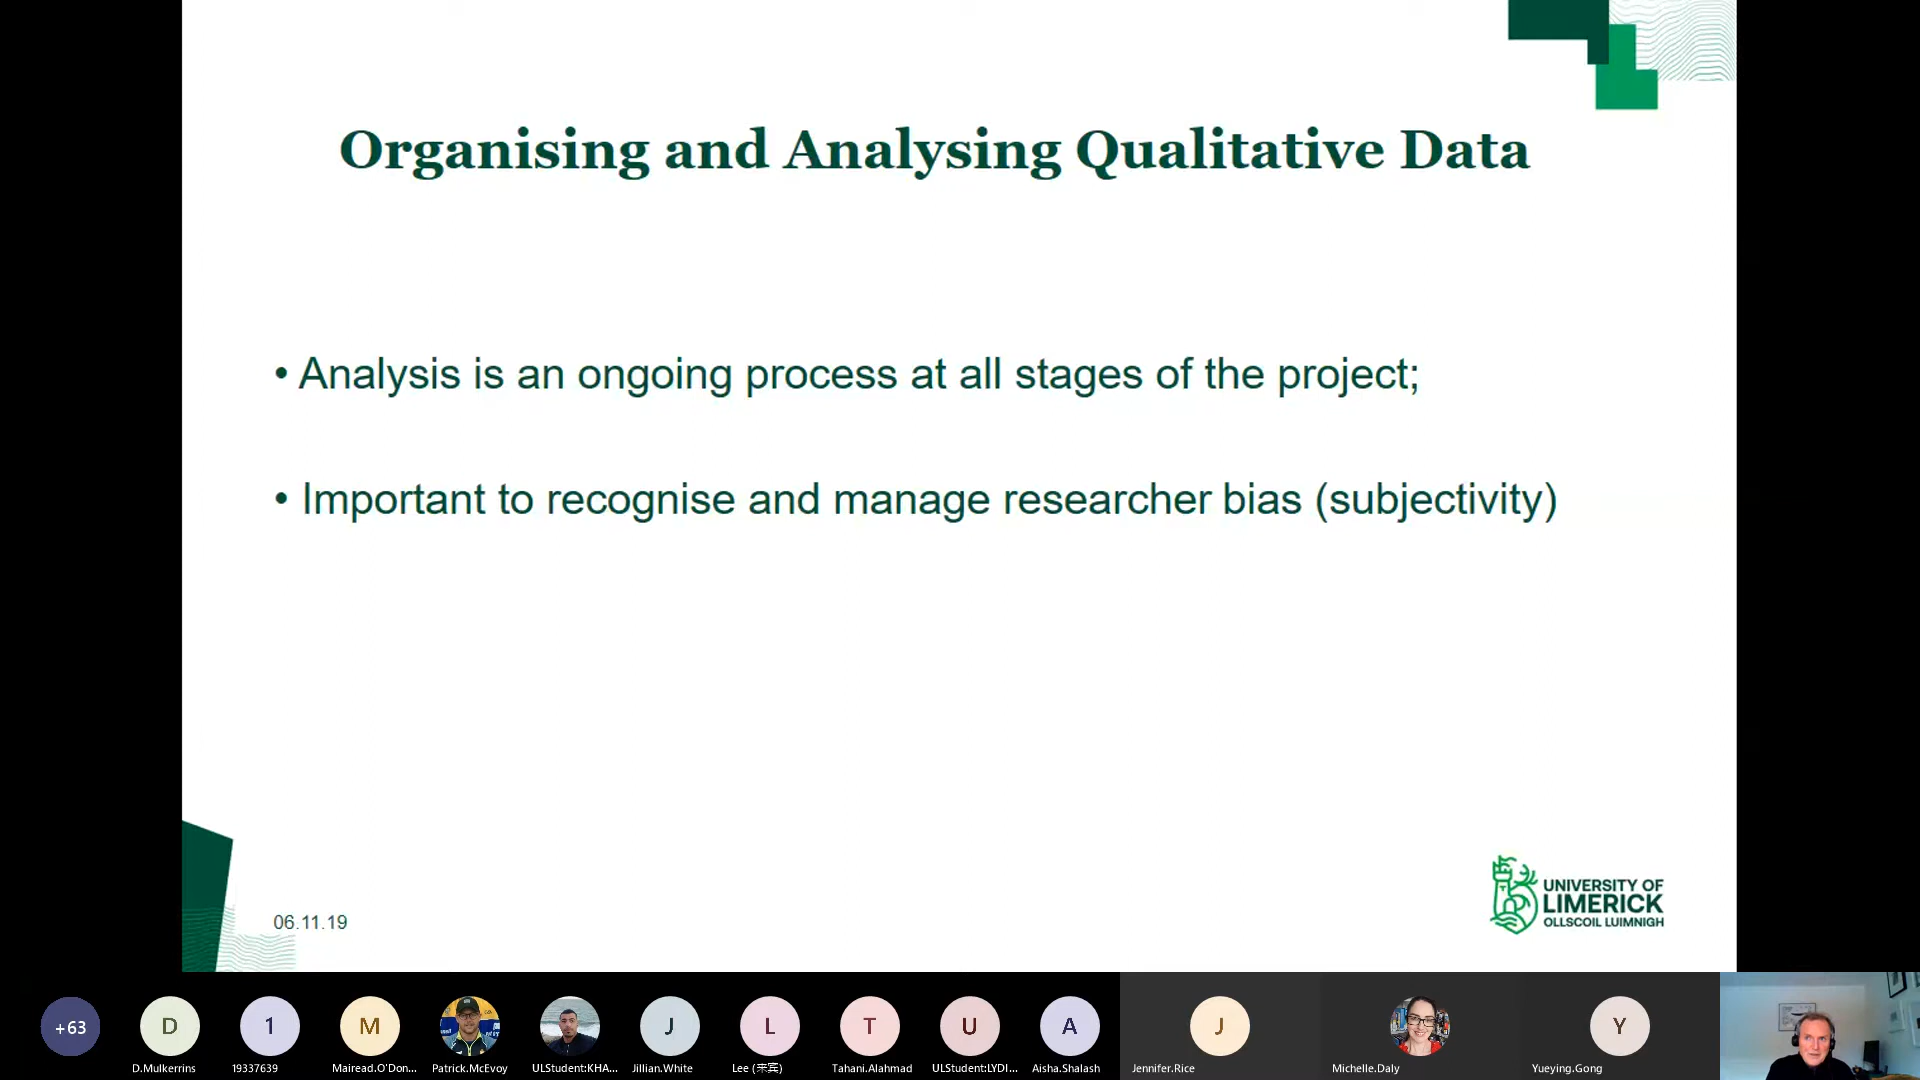 Organising and Analysing Qualitative Data
• Analysis is an ongoing process at all stages of the project;
• Important to recognise and manage researcher bias (subjectivity)
06.11.19
UNIVERSITY OF
LIMERICK
OLLSCOIL LUIMNIGH
+63
D
1
M
J
L
T
U
A
J
Y
D.Mulkerrins
19337639
Mairead.O'Don...
Patrick.McEvoy
ULStudent:KHA...
Jillian.White
Lee (来宾)
Tahani.Alahmad
ULStudent:LYDI...
Aisha.Shalash
Jennifer.Rice
Michelle.Daly
Yueying.Gong